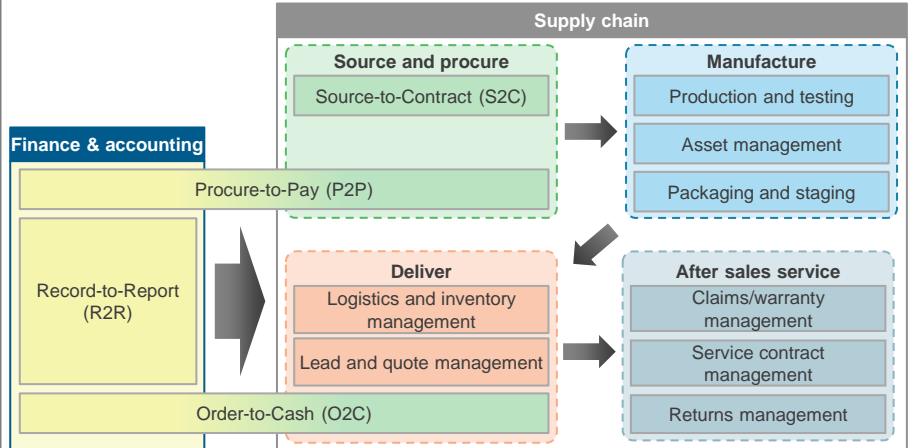 Supply chain
Source and procure
Source-to-Contract (S2C)
Manufacture
Production and testing
Asset management
Packaging and staging
Finance & accounting
Procure-to-Pay (P2P)
Record-to-Report
(R2R)
Deliver
Logistics and inventory
management
Lead and quote management
After sales service
Claims/warranty
management
Service contract
management
Returns management
Order-to-Cash (O2C)